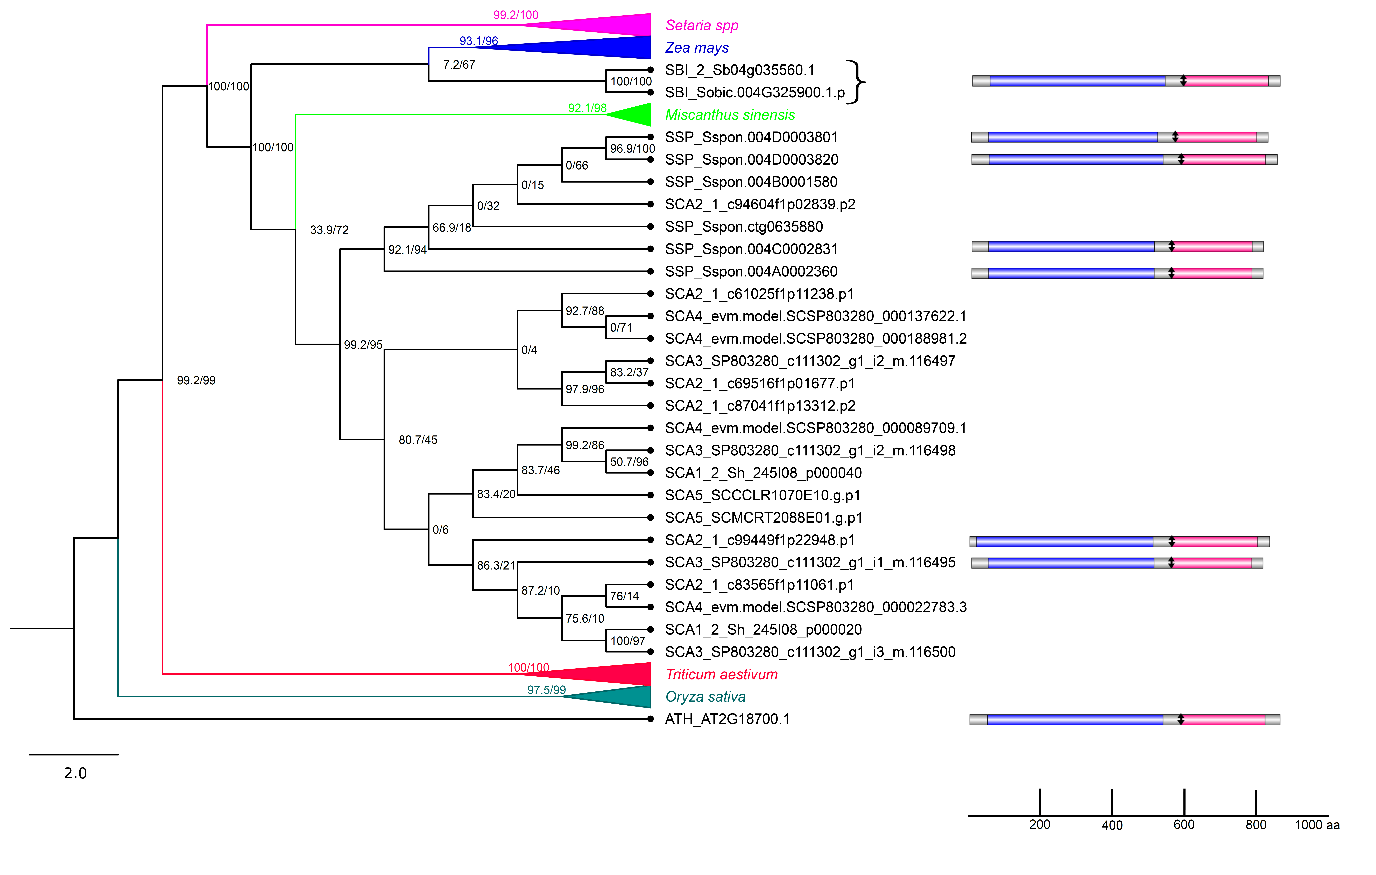 99.2/100
Setaria spp
93.1/96
Zea mays
7.2/67
SBI_2_Sb04g035560.1
100/100
100/100
SBI_Sobic.004G325900.1.p
92.1/98
Miscanthus sinensis
SSP_Sspon.004D0003801
100/100
96.9/100
SSP_Sspon.004D0003820
0/66
SSP_Sspon.004B0001580
0/15
SCA2_1_c94604f1p02839.p2
0/32
SSP_Sspon.ctg0635880
33.9/72
66.9/18
SSP_Sspon.004C0002831
92.1/94
SSP_Sspon.004A0002360
SCA2_1_c61025f1p11238.p1
92.7/88
SCA4_evm.model.SCSP803280_000137622.1
0/71
SCA4_evm.model.SCSP803280_000188981.2
99.2/95
0/4
SCA3_SP803280_c111302_g1_i2_m.116497
83.2/37
99.2/99
SCA2_1_c69516f1p01677.p1
97.9/96
SCA2_1_c87041f1p13312.p2
SCA4_evm.model.SCSP803280_000089709.1
80.7/45
99.2/86
SCA3_SP803280_c111302_g1_i2_m.116498
50.7/96
83.7/46
SCA1_2_Sh_245I08_p000040
83.4/20
SCA5_SCCCLR1070E10.g.p1
SCA5_SCMCRT2088E01.g.p1
0/6
SCA2_1_c99449f1p22948.p1
86.3/21
SCA3_SP803280_c111302_g1_i1_m.116495
87.2/10
SCA2_1_c83565f1p11061.p1
76/14
SCA4_evm.model.SCSP803280_000022783.3
75.6/10
SCA1_2_Sh_245I08_p000020
100/97
SCA3_SP803280_c111302_g1_i3_m.116500
100/100
Triticum aestivum
97.5/99
Oryza sativa
ATH_AT2G18700.1
2.0
200 400 600 800 1000 aa